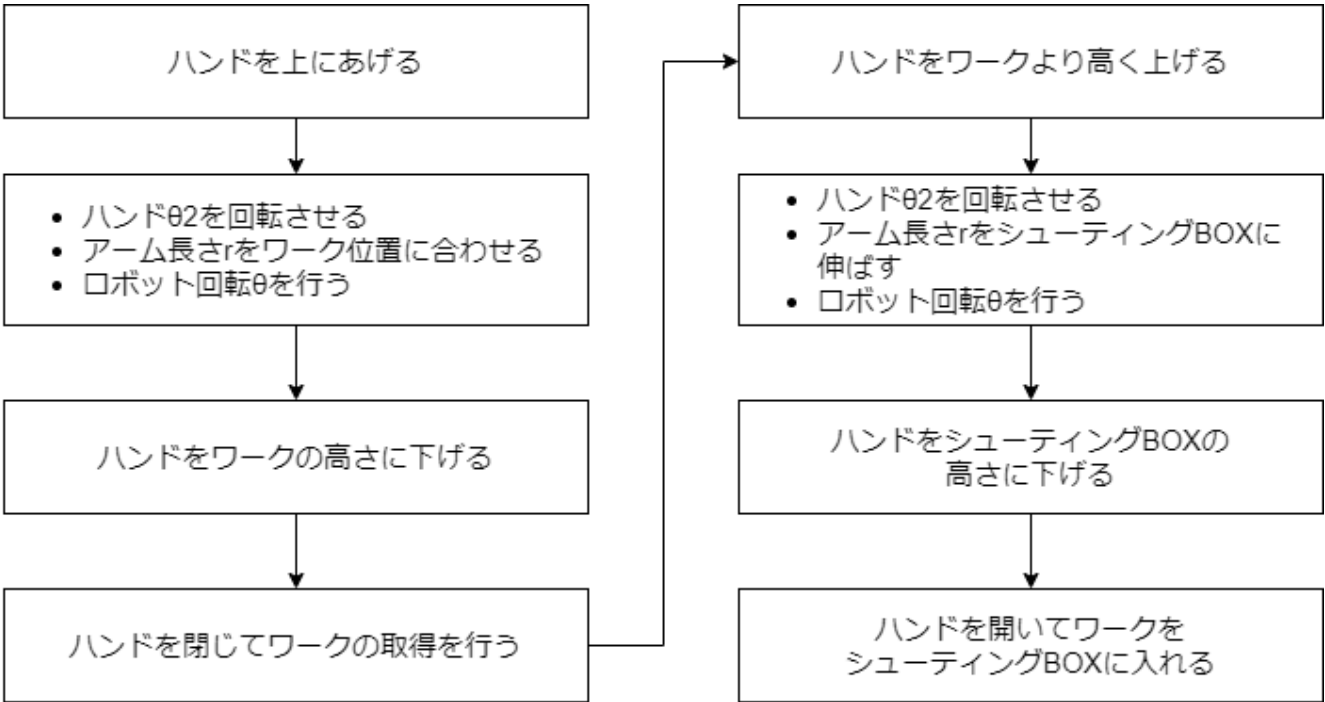 ハンドを上にあげる
• ハンドθ2を回転させる
• アーム長さrをワーク位置に合わせる
• ロボット回転θを行う
ハンドをワークの高さに下げる
ハンドを閉じてワークの取得を行う
ハンドをワークより高く上げる
• ハンドθ2を回転させる
• アーム長さrをシューティングBOXに
伸ばす
• ロボット回転θを行う
ハンドをシューティングBOXの
高さに下げる
ハンドを開いてワークを
シューティングBOXに入れる